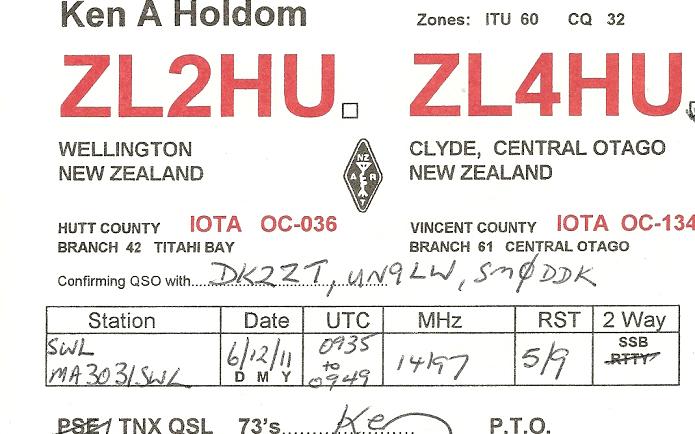 Ken A Holdom
Zones: ITU 60 CQ 32
ZL2HU
ZL4HU
WELLINGTON
NEW ZEALAND
CLYDE, CENTRAL OTAGO
NEW ZEALAND
NZ
A R
T
HUTT COUNTY IOTA OC-036
BRANCH 42 TITAHI BAY
VINCENT COUNTY IOTA OC-134
BRANCH 61 CENTRAL OTAGO
Confirming QSO with....DK2ZT, UN9LW, SMØDDK
Station Date UTC MHz RST 2 Way
SWL
MA3031SWL
6/12/11
D M Y
0935
to
0949
14197
5/9
SSB
RTTY
PSE / TNX QSL 73's.....Ken
P.T.O.